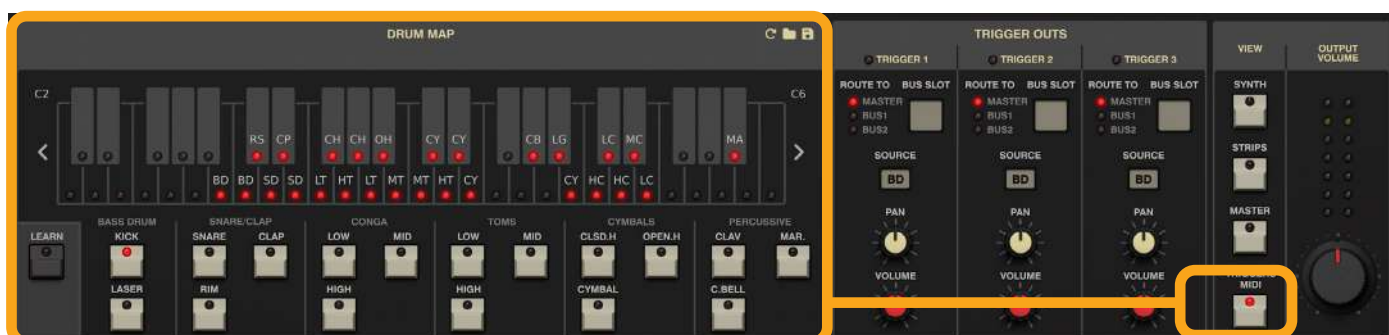 DRUM MAP
C2
C6
RS CP CH CH OH CY CY CB LG LC MC MA
BD BD SD SD LT HT LT MT MT HT CY CY HC HC LC
LEARN
BASS DRUM
KICK
LASER
SNARE/CLAP
SNARE CLAP
RIM
CONGA
LOW MID
HIGH
TOMS
LOW MID
HIGH
CYMBALS
CLSD.H OPEN.H
CYMBAL
PERCUSSIVE
CLAV MAR.
C.BELL
TRIGGER OUTS
TRIGGER 1
ROUTE TO BUS SLOT
MASTER
BUS1
BUS2
SOURCE
BD
PAN
VOLUME
TRIGGER 2
ROUTE TO BUS SLOT
MASTER
BUS1
BUS2
SOURCE
BD
PAN
VOLUME
TRIGGER 3
ROUTE TO BUS SLOT
MASTER
BUS1
BUS2
SOURCE
BD
PAN
VOLUME
VIEW
SYNTH
STRIPS
MASTER
MIDI
OUTPUT
VOLUME